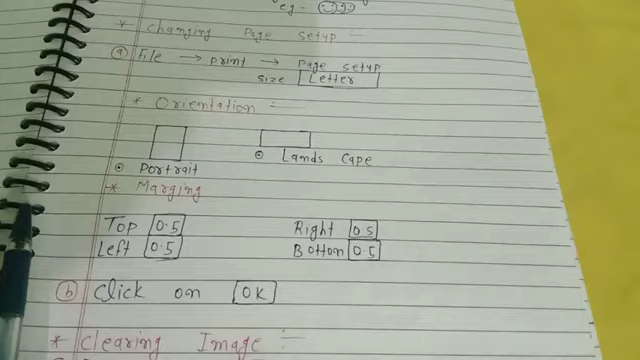 eg -
* Changing Page Setup :-
(a) File → Print → Page setup
size Letter
* Orientation :-
Portrait
Lands cape
* Marging
Top 0.5 Right 0.5
Left 0.5 Bottom 0.5
(b) Click on OK
* Clearing Image :-